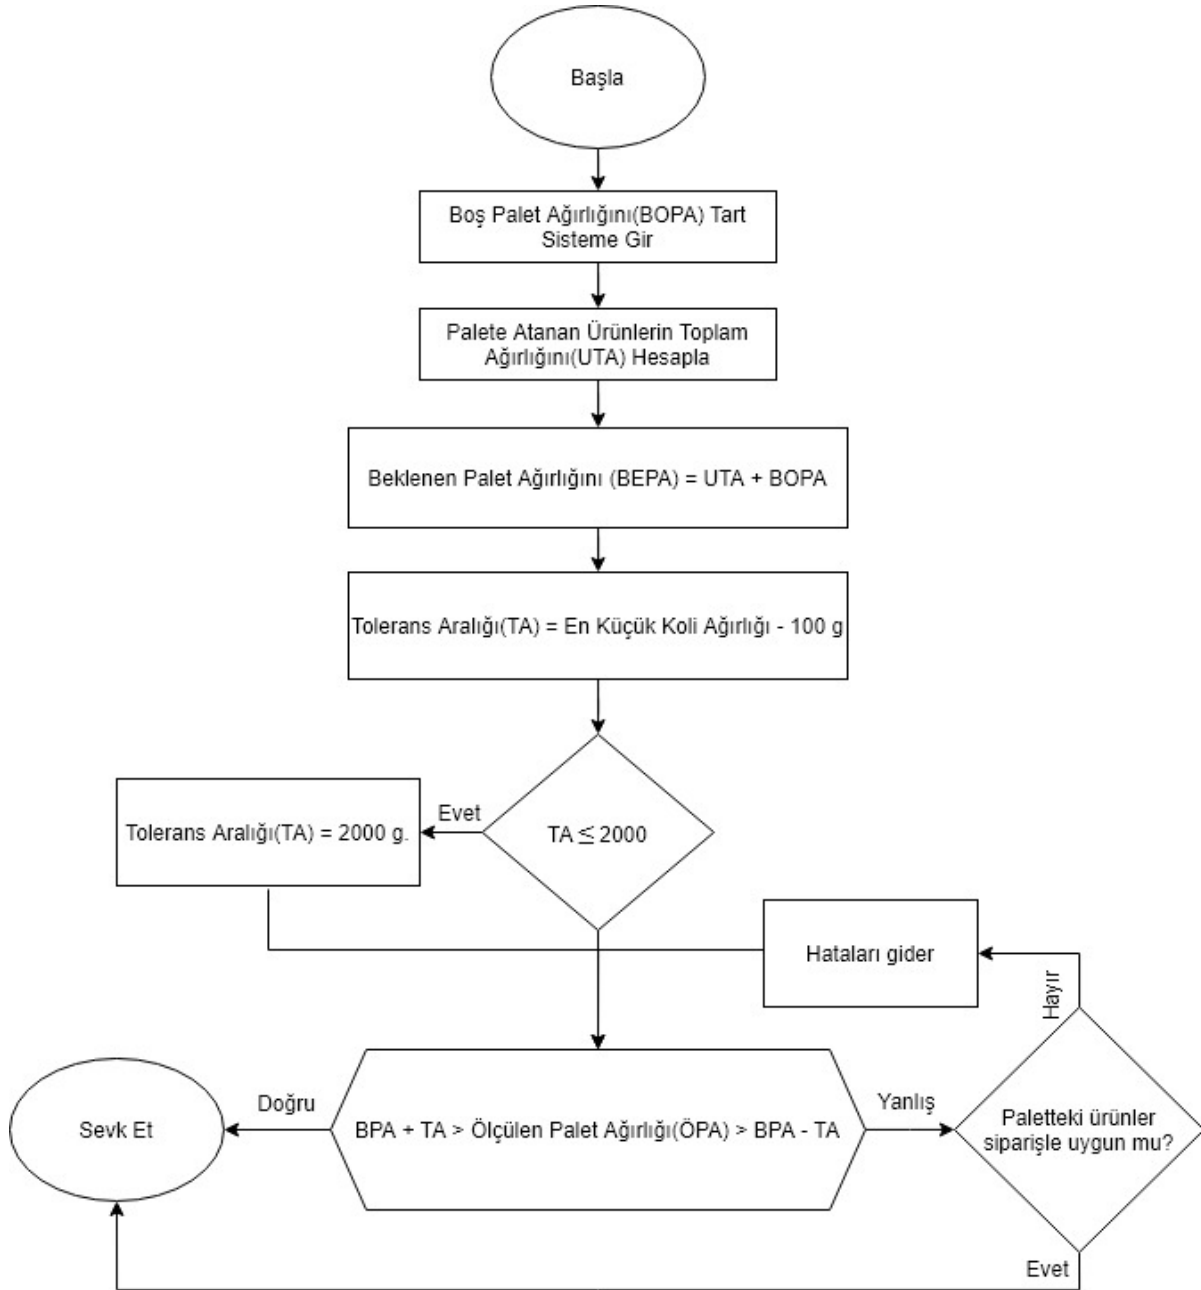 Başla
Boş Palet Ağırlığını(BOPA) Tart
Sisteme Gir
Palete Atanan Ürünlerin Toplam
Ağırlığını(UTA) Hesapla
Beklenen Palet Ağırlığını (BEPA) = UTA + BOPA
Tolerans Aralığı(TA) = En Küçük Koli Ağırlığı - 100 g
Evet
Tolerans Aralığı(TA) = 2000 g.
TA ≤ 2000
Hataları gider
Hayır
Doğru
Yanlış
Sevk Et
BPA + TA > Ölçülen Palet Ağırlığı(ÖPA) > BPA - TA
Paletteki ürünler
siparişle uygun mu?
Evet